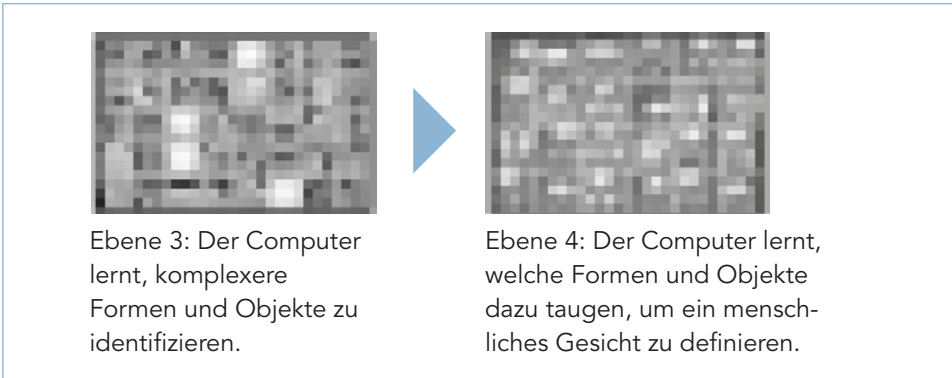 Ebene 3: Der Computer
lernt, komplexere
Formen und Objekte zu
identifizieren.
Ebene 4: Der Computer lernt,
welche Formen und Objekte
dazu taugen, um ein mensch-
liches Gesicht zu definieren.